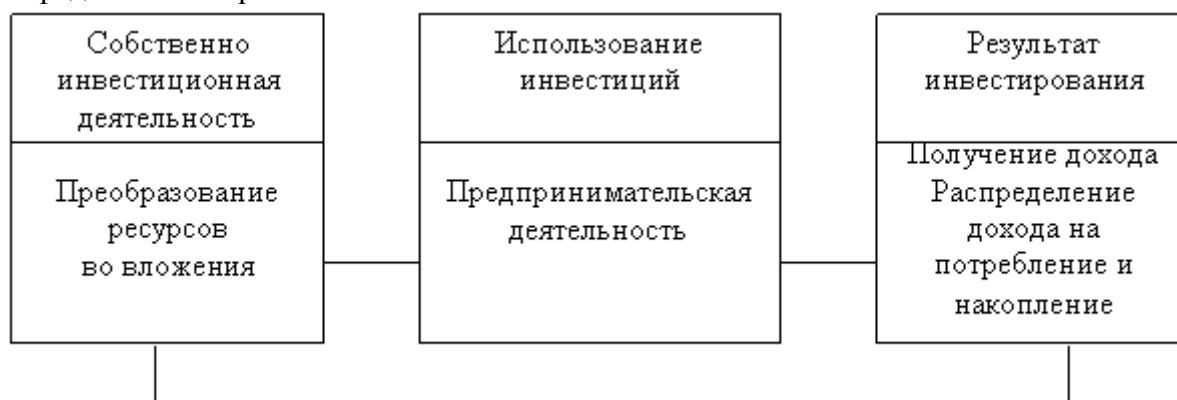 Собственно
инвестиционная
деятельность
Преобразование
ресурсов
во вложения
Использование
инвестиций
Предпринимательская
деятельность
Результат
инвестирования
Получение дохода
Распределение
дохода на
потребление и
накопление